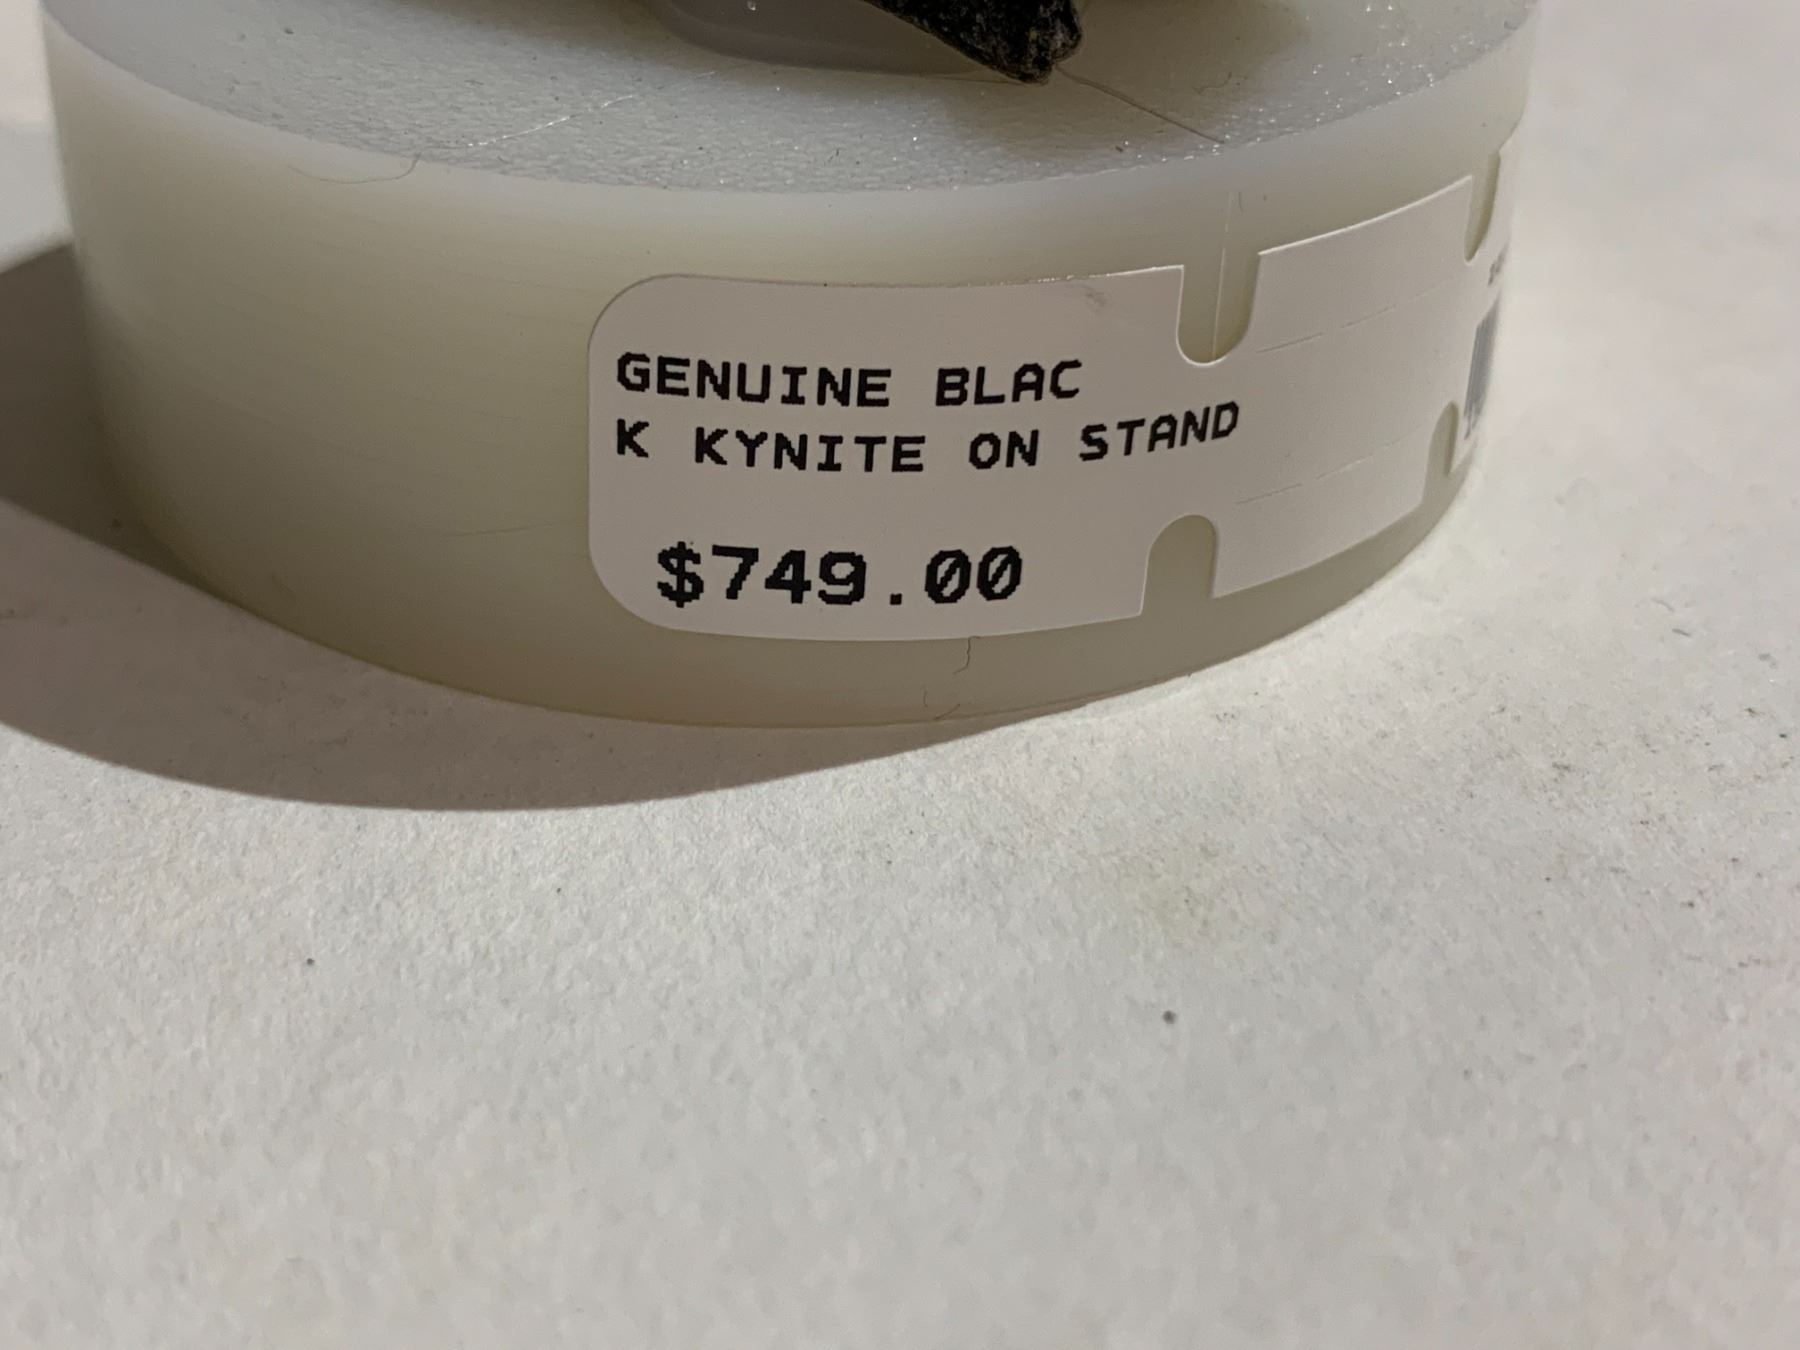 GENUINE BLAC
K KYNITE ON STAND
$749.00